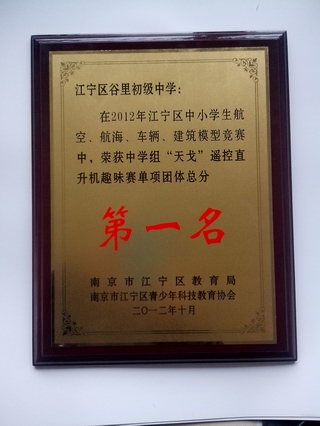 江宁区谷里初级中学：
在2012年江宁区中小学生航
空、航海、车辆、建筑模型竞赛
中，荣获中学组“天戈”遥控直
升机趣味赛单项团体总分
第一名
南京市江宁区教育局
南京市江宁区青少年科技教育协会
二〇一二年十月